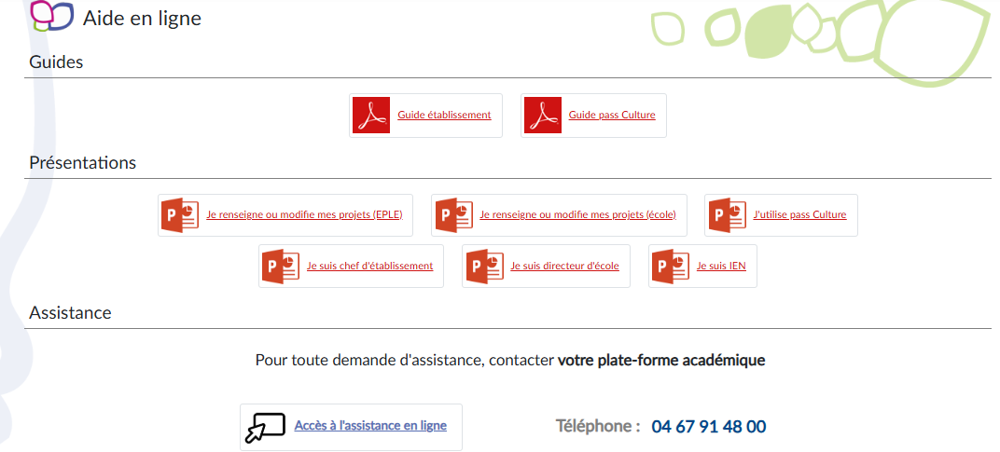 Aide en ligne
Guides
Guide établissement
Guide pass Culture
Présentations
P Je renseigne ou modifie mes projets (EPLE)
P Je renseigne ou modifie mes projets (école)
P J'utilise pass Culture
P Je suis chef d'établissement
P Je suis directeur d'école
P Je suis IEN
Assistance
Pour toute demande d'assistance, contacter votre plate-forme académique
Accès à l'assistance en ligne
Téléphone : 04 67 91 48 00